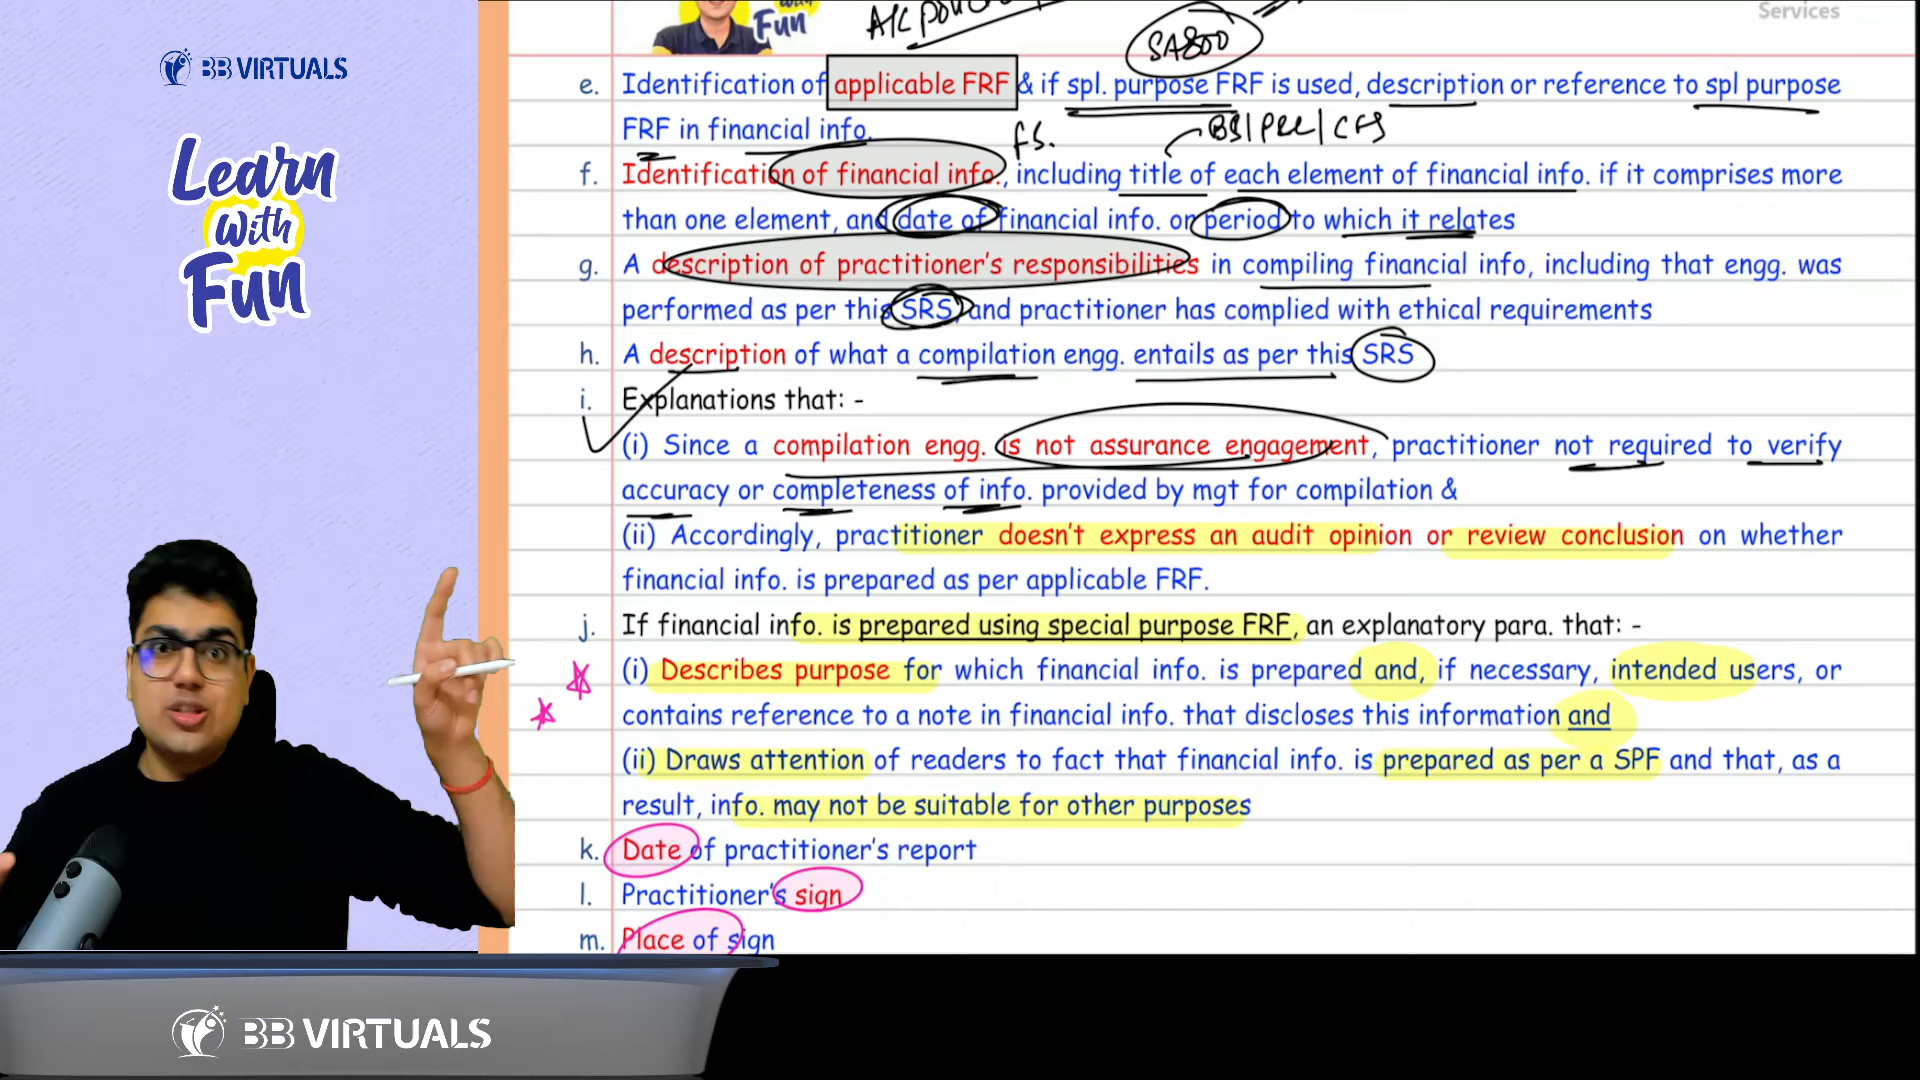 Services
with
Fun
A/c
SA800
BB VIRTUALS
Learn
with
Fun
e. Identification of applicable FRF & if spl. purpose FRF is used, description or reference to spl purpose
FRF in financial info.
FS.
BS/P&L/CFS
f. Identification of financial info., including title of each element of financial info. if it comprises more
than one element, and date of financial info. or period to which it relates
g. A description of practitioner's responsibilities in compiling financial info, including that engg. was
performed as per this SRS, and practitioner has complied with ethical requirements
h. A description of what a compilation engg. entails as per this SRS
i. Explanations that: -
(i) Since a compilation engg. is not assurance engagement, practitioner not required to verify
accuracy or completeness of info. provided by mgt for compilation &
(ii) Accordingly, practitioner doesn't express an audit opinion or review conclusion on whether
financial info. is prepared as per applicable FRF.
j. If financial info. is prepared using special purpose FRF, an explanatory para. that: -
(i) Describes purpose for which financial info. is prepared and, if necessary, intended users, or
contains reference to a note in financial info. that discloses this information and
(ii) Draws attention of readers to fact that financial info. is prepared as per a SPF and that, as a
result, info. may not be suitable for other purposes
k. Date of practitioner's report
l. Practitioner's sign
m. Place of sign
BB VIRTUALS